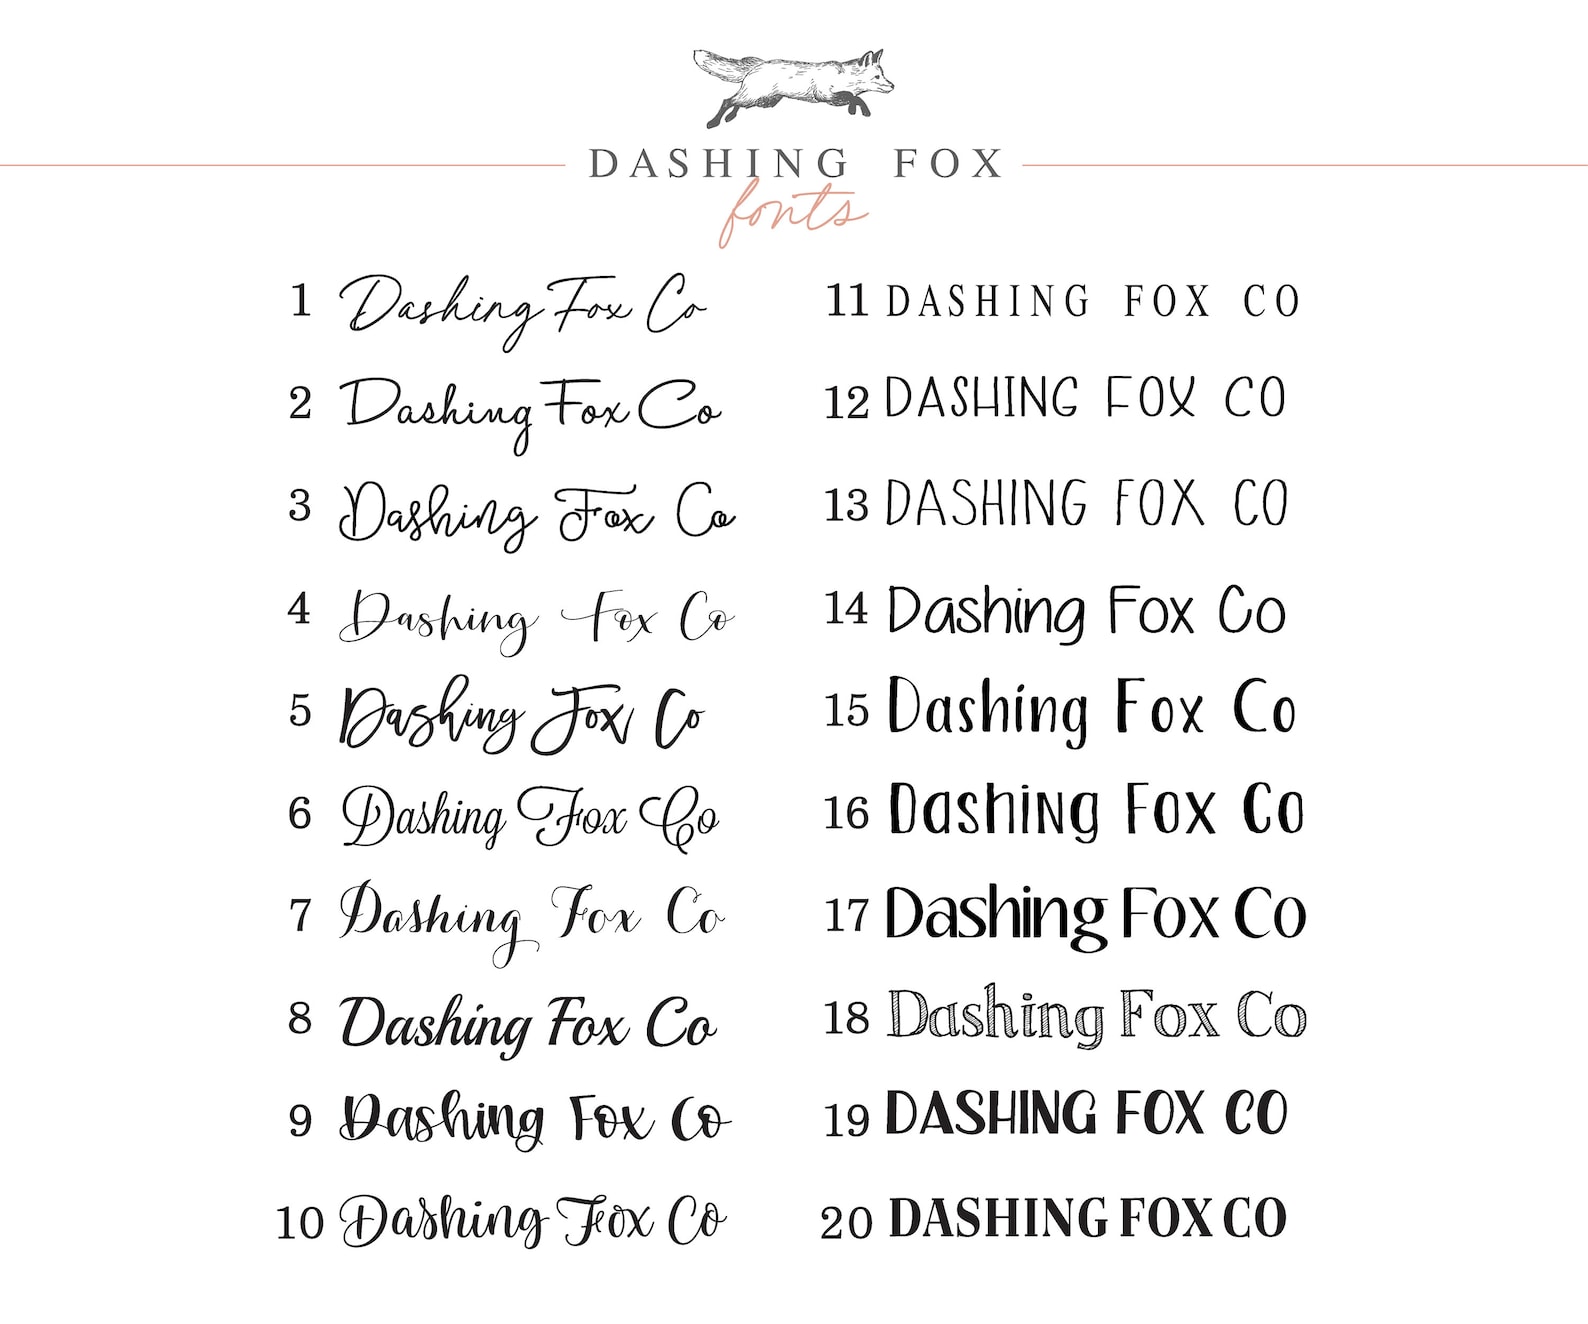 DASHING FOX
fonts
1 Dashing Fox Co
2 Dashing Fox Co
3 Dashing Fox Co
4 Dashing Fox Co
5 Dashing Fox Co
6 Dashing Fox Co
7 Dashing Fox Co
8 Dashing Fox Co
9 Dashing Fox Co
10 Dashing Fox Co
11 DASHING FOX CO
12 DASHING FOX CO
13 DASHING FOX CO
14 Dashing Fox Co
15 Dashing Fox Co
16 Dashing Fox Co
17 Dashing Fox Co
18 Dashing Fox Co
19 DASHING FOX CO
20 DASHING FOX CO